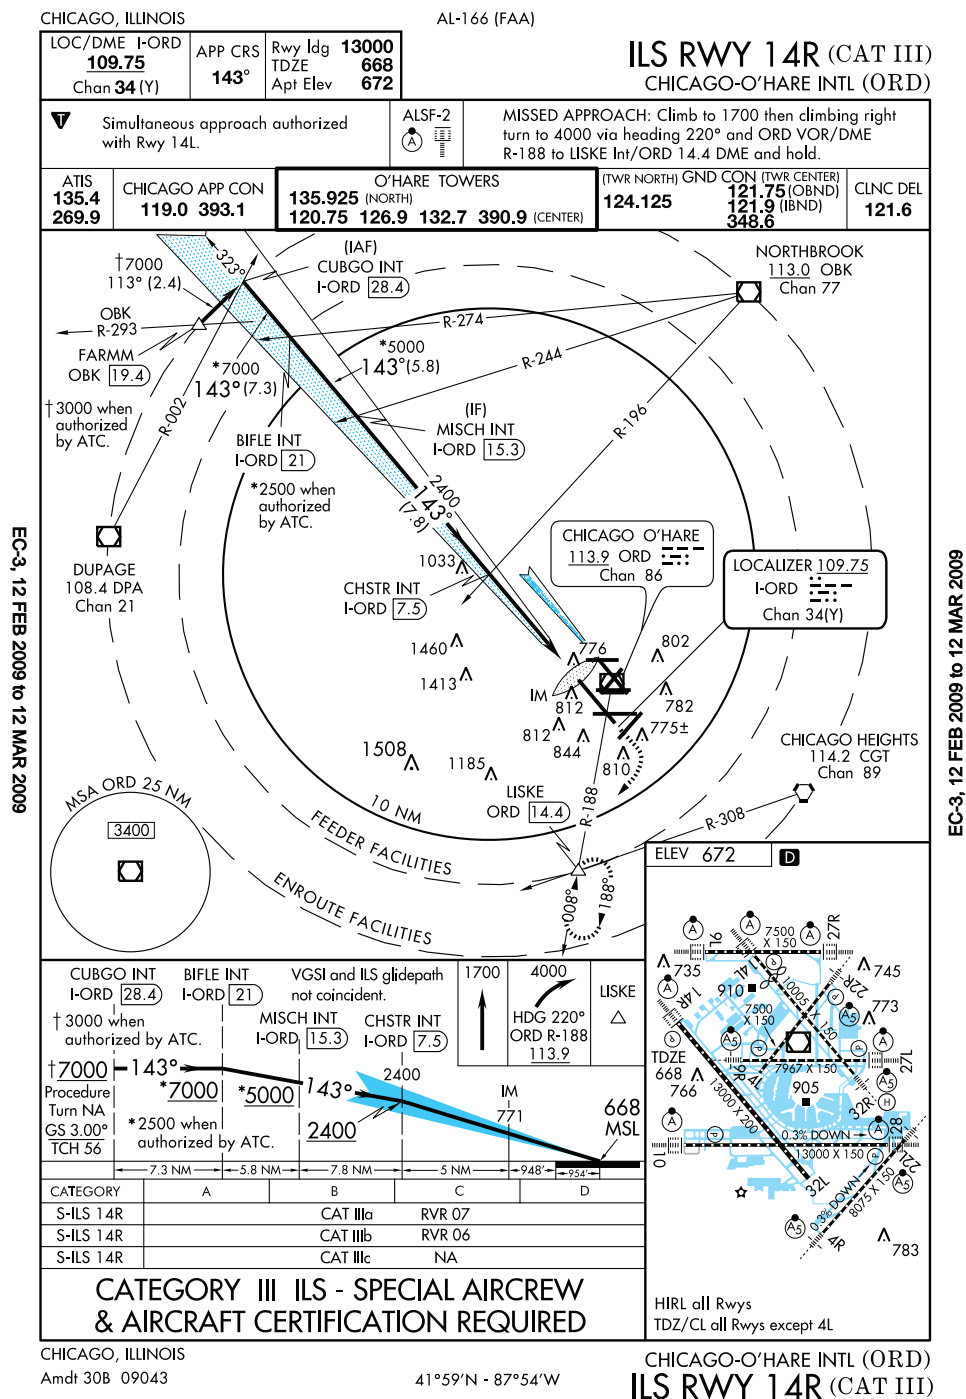 CHICAGO, ILLINOIS
AL-166 (FAA)
LOC/DME I-ORD
109.75
Chan 34 (Y)
APP CRS
143°
Rwy ldg 13000
TDZE 668
Apt Elev 672
ILS RWY 14R (CAT III)
CHICAGO-O'HARE INTL (ORD)
T
Simultaneous approach authorized
with Rwy 14L.
ALSF-2
A
MISSED APPROACH: Climb to 1700 then climbing right
turn to 4000 via heading 220° and ORD VOR/DME
R-188 to LISKE Int/ORD 14.4 DME and hold.
ATIS
135.4
269.9
CHICAGO APP CON
119.0 393.1
O'HARE TOWERS
135.925 (NORTH)
120.75 126.9 132.7 390.9 (CENTER)
(TWR NORTH) GND CON (TWR CENTER)
124.125
121.75 (OBND)
121.9 (IBND)
348.6
CLNC DEL
121.6
323°
†7000
113° (2.4)
(IAF)
CUBGO INT
I-ORD 28.4
NORTHBROOK
113.0 OBK
Chan 77
OBK
R-293
R-274
FARMM
OBK 19.4
*5000
143° (5.8)
R-244
*7000
143° (7.3)
†3000 when
authorized
by ATC.
R-002
(IF)
MISCH INT
I-ORD 15.3
R-196
BIFLE INT
I-ORD 21
*2500 when
authorized
by ATC.
2400
143°
(7.8)
DUPAGE
108.4 DPA
Chan 21
1033
CHSTR INT
I-ORD 7.5
CHICAGO O'HARE
113.9 ORD
Chan 86
LOCALIZER 109.75
I-ORD
Chan 34(Y)
1460
776
802
1413
IM
812
782
812
844
775±
810
1508
1185
CHICAGO HEIGHTS
114.2 CGT
Chan 89
LISKE
ORD 14.4
R-188
R-308
MSA ORD 25 NM
3400
10 NM
FEEDER FACILITIES
ENROUTE FACILITIES
008°
188°
EC-3, 12 FEB 2009 to 12 MAR 2009
EC-3, 12 FEB 2009 to 12 MAR 2009
ELEV 672
D
9L
7500
X 150
27R
735
14L
910
10005 X 150
22R
745
773
14R
7500
X 150
TDZE
668
766
9R
4L
7967 X 150
27L
13000 X 200
905
32R
0.3% DOWN
28
10
13000 X 150
22L
32L
0.3% DOWN
8075 X 150
4R
783
HIRL all Rwys
TDZ/CL all Rwys except 4L
CUBGO INT
I-ORD 28.4
BIFLE INT
I-ORD 21
VGSI and ILS glidepath
not coincident.
MISCH INT
I-ORD 15.3
CHSTR INT
I-ORD 7.5
1700
4000
HDG 220°
ORD R-188
113.9
LISKE
†3000 when
authorized by ATC.
†7000
143°
*7000
*5000
143°
2400
2400
IM
771
668
MSL
Procedure
Turn NA
GS 3.00°
TCH 56
*2500 when
authorized by ATC.
7.3 NM
5.8 NM
7.8 NM
5 NM
948'
954'
CATEGORY A B C D
S-ILS 14R CAT IIIa RVR 07
S-ILS 14R CAT IIIb RVR 06
S-ILS 14R CAT IIIc NA
CATEGORY III ILS - SPECIAL AIRCREW
& AIRCRAFT CERTIFICATION REQUIRED
CHICAGO, ILLINOIS
Amdt 30B 09043
41°59'N - 87°54'W
CHICAGO-O'HARE INTL (ORD)
ILS RWY 14R (CAT III)